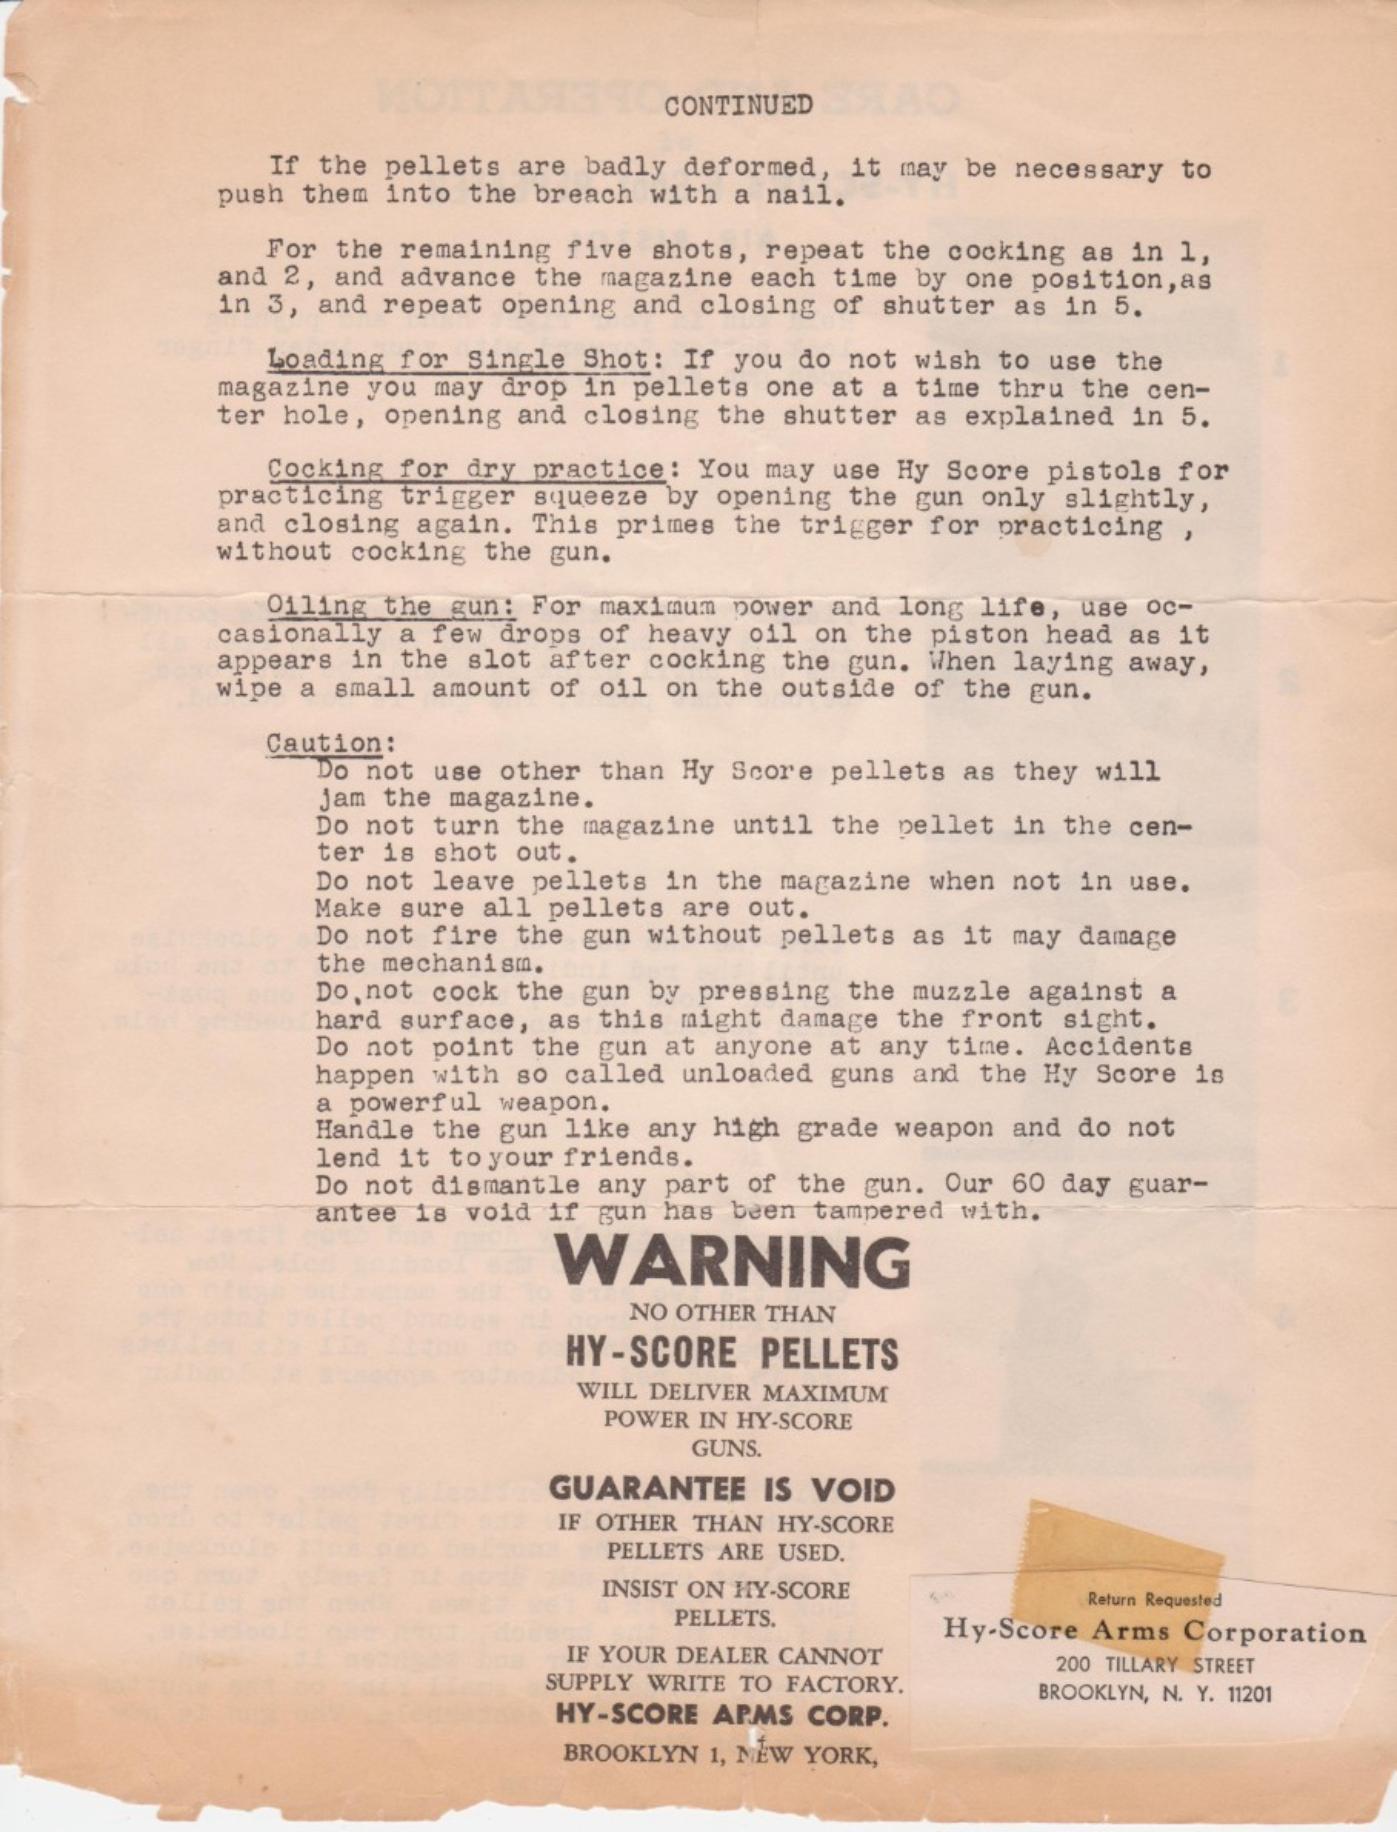 CONTINUED
If the pellets are badly deformed, it may be necessary to
push them into the breach with a nail.
For the remaining five shots, repeat the cocking as in 1,
and 2, and advance the magazine each time by one position,as
in 3, and repeat opening and closing of shutter as in 5.
Loading for Single Shot: If you do not wish to use the
magazine you may drop in pellets one at a time thru the cen-
ter hole, opening and closing the shutter as explained in 5.
Cocking for dry practice: You may use Hy Score pistols for
practicing trigger squeeze by opening the gun only slightly,
and closing again. This primes the trigger for practicing ,
without cocking the gun.
Oiling the gun: For maximum power and long life, use oc-
casionally a few drops of heavy oil on the piston head as it
appears in the slot after cocking the gun. When laying away,
wipe a small amount of oil on the outside of the gun.
Caution:
Do not use other than Hy Score pellets as they will
jam the magazine.
Do not turn the magazine until the pellet in the cen-
ter is shot out.
Do not leave pellets in the magazine when not in use.
Make sure all pellets are out.
Do not fire the gun without pellets as it may damage
the mechanism.
Do not cock the gun by pressing the muzzle against a
hard surface, as this might damage the front sight.
Do not point the gun at anyone at any time. Accidents
happen with so called unloaded guns and the Hy Score is
a powerful weapon.
Handle the gun like any high grade weapon and do not
lend it to your friends.
Do not dismantle any part of the gun. Our 60 day guar-
antee is void if gun has been tampered with.
WARNING
NO OTHER THAN
HY-SCORE PELLETS
WILL DELIVER MAXIMUM
POWER IN HY-SCORE
GUNS.
GUARANTEE IS VOID
IF OTHER THAN HY-SCORE
PELLETS ARE USED.
INSIST ON HY-SCORE
PELLETS.
IF YOUR DEALER CANNOT
SUPPLY WRITE TO FACTORY.
HY-SCORE ARMS CORP.
BROOKLYN 1, NEW YORK,
Return Requested
Hy-Score Arms Corporation
200 TILLARY STREET
BROOKLYN, N. Y. 11201